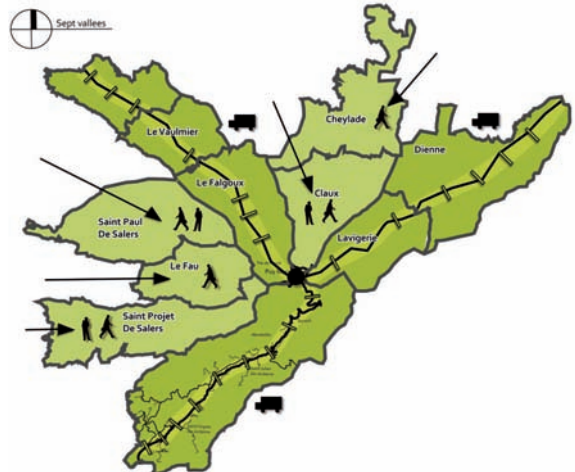 Sept vallees
Cheylade
Le Vaulmier
Dienne
Le Falgoux
Claux
Saint Paul
De Salers
Lavigerie
Le Fau
Saint Projet
De Salers